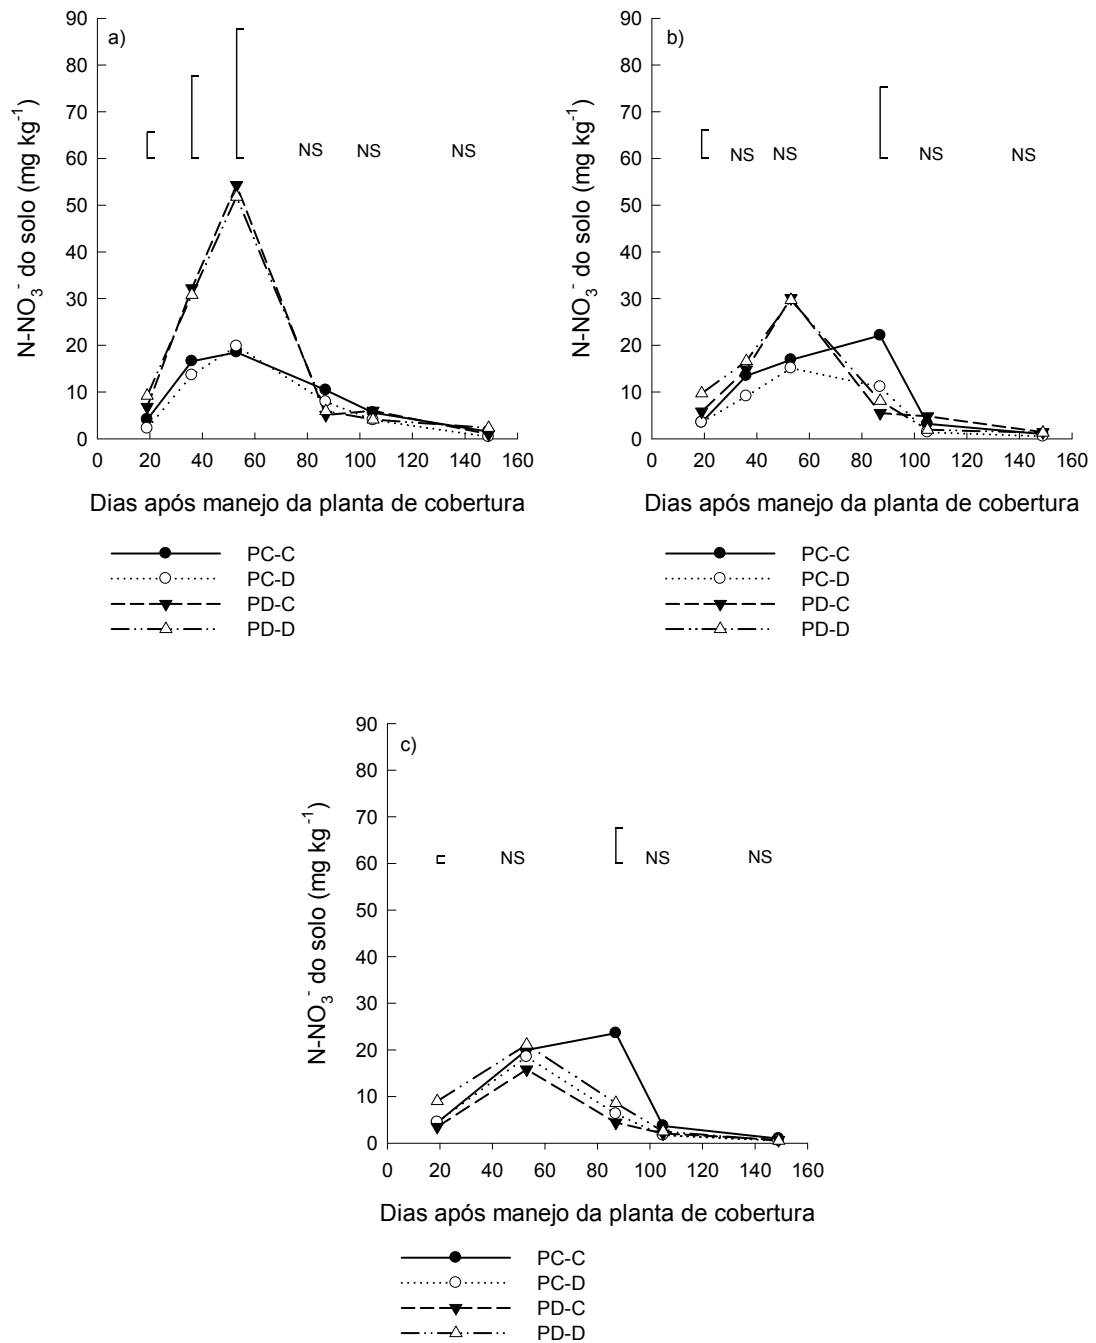 a)
90
80
70
60
50
40
30
20
10
0
NS NS NS
N-NO₃⁻ do solo (mg kg⁻¹)
0 20 40 60 80 100 120 140 160
Dias após manejo da planta de cobertura
PC-C
PC-D
PD-C
PD-D
b)
90
80
70
60
50
40
30
20
10
0
NS NS NS NS
N-NO₃⁻ do solo (mg kg⁻¹)
0 20 40 60 80 100 120 140 160
Dias após manejo da planta de cobertura
PC-C
PC-D
PD-C
PD-D
c)
90
80
70
60
50
40
30
20
10
0
NS NS NS
N-NO₃⁻ do solo (mg kg⁻¹)
0 20 40 60 80 100 120 140 160
Dias após manejo da planta de cobertura
PC-C
PC-D
PD-C
PD-D